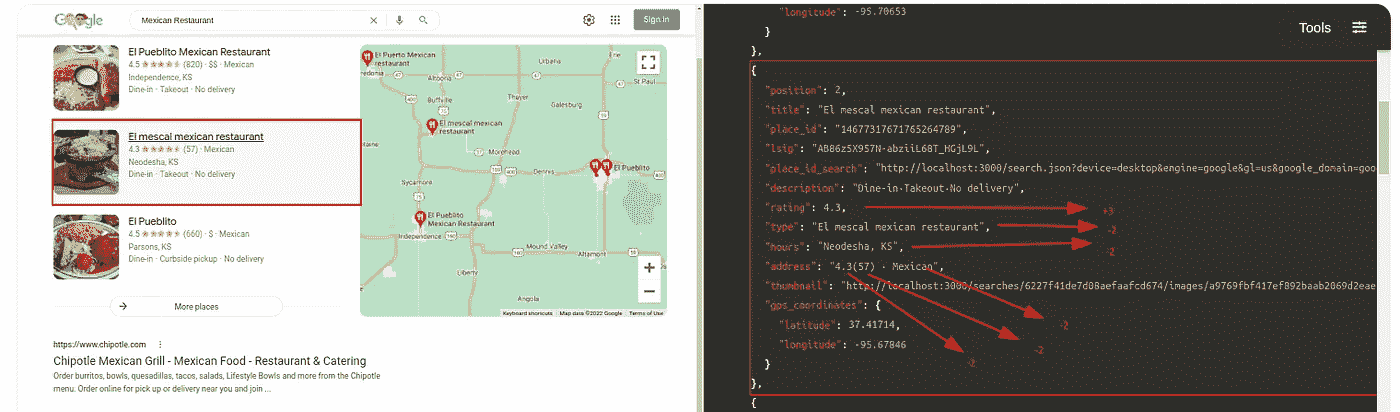 Google
Mexican Restaurant
Sign in
El Pueblito Mexican Restaurant
4.5 (820) · $$ · Mexican
Independence, KS
Dine-in · Takeout · No delivery
El mescal mexican restaurant
4.3 (57) · Mexican
Neodesha, KS
Dine-in · Takeout · No delivery
El Pueblito
4.5 (660) · $ · Mexican
Parsons, KS
Dine-in · Curbside pickup · No delivery
More places
El Puerto Mexican
restaurant
Urbana
Altoona
St Paul
Buffville
Thayer
Galesburg
El mescal mexican
restaurant
Morehead
Dennis
El Pueblito
Sycamore
El Pueblito
Mexican Restaurant
Independence
Mound Valley
Altamont
Liberty
Angola
Keyboard shortcuts
Map data ©2022 Google
Terms of Use
https://www.chipotle.com
Chipotle Mexican Grill - Mexican Food - Restaurant & Catering
Order burritos, bowls, quesadillas, tacos, salads, Lifestyle Bowls and more from the Chipotle
menu. Order online for pick up or delivery near you and join ...
Tools
"longitude": -95.70653
}
},
{
"position": 2,
"title": "El mescal mexican restaurant",
"place_id": "14677317671765264789",
"lsig": "AB86z5X957N-abziiL68T_HGjL9L",
"place_id_search": "http://localhost:3000/search.json?device=desktop&engine=google&gl=us&google_domain=goo
"description": "Dine-in·Takeout·No delivery",
"rating": 4.3,
+3
"type": "El mescal mexican restaurant",
-2
"hours": "Neodesha, KS",
-2
"address": "4.3(57) · Mexican",
"thumbnail": "http://localhost:3000/searches/6227f41de7d08aefaafcd674/images/a9769fbf417ef892baab2069d2eae
"gps_coordinates": {
"latitude": 37.41714,
-2
"longitude": -95.67846
-2
-2
}
},
{